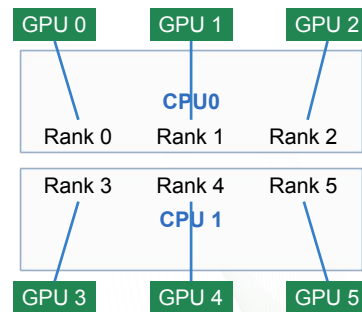 GPU 0 GPU 1 GPU 2
CPU0
Rank 0 Rank 1 Rank 2
Rank 3 Rank 4 Rank 5
CPU 1
GPU 3 GPU 4 GPU 5